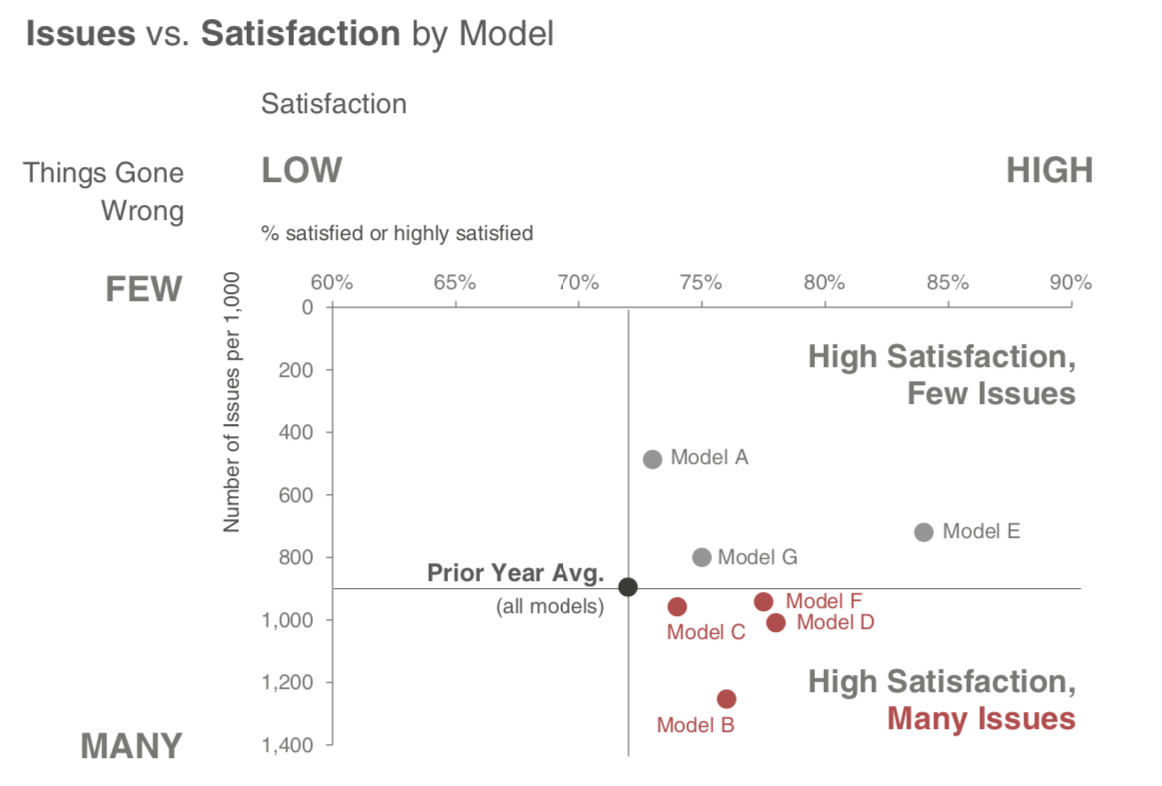 Issues vs. Satisfaction by Model
Satisfaction
Things Gone
Wrong
LOW
HIGH
% satisfied or highly satisfied
FEW
Number of Issues per 1,000
60%
65%
70%
75%
80%
85%
90%
0
200
400
600
800
1,000
1,200
1,400
High Satisfaction,
Few Issues
Model A
Model E
Model G
Prior Year Avg.
(all models)
Model F
Model D
Model C
High Satisfaction,
Many Issues
Model B
MANY